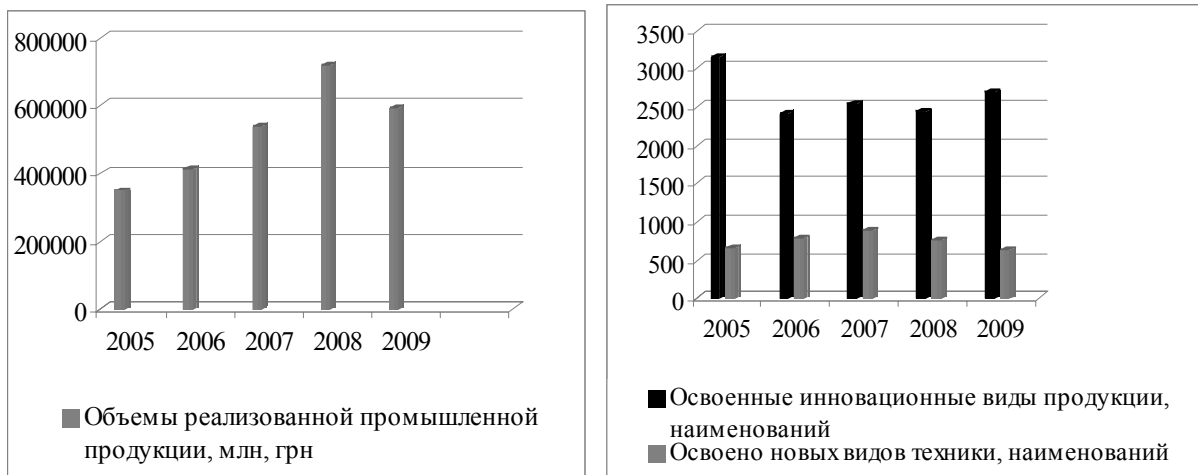 800000
600000
400000
200000
0
2005 2006 2007 2008 2009
Объемы реализованной промышленной
продукции, млн, грн
3500
3000
2500
2000
1500
1000
500
0
2005 2006 2007 2008 2009
Освоенные инновационные виды продукции,
наименований
Освоено новых видов техники, наименований